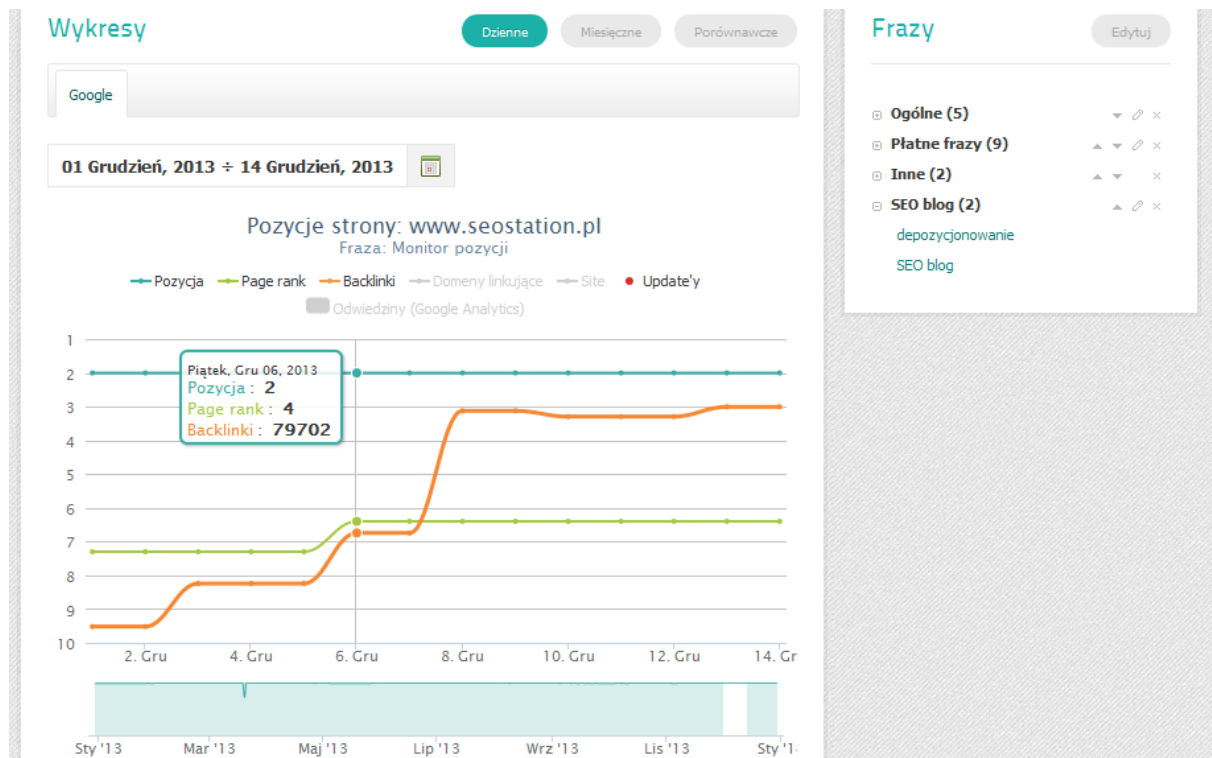 Wykresy
Dzienne
Miesięczne
Porównawcze
Google
01 Grudzień, 2013 ÷ 14 Grudzień, 2013
Pozycje strony: www.seostation.pl
Fraza: Monitor pozycji
Pozycja
Page rank
Backlinki
Domeny linkujące
Site
Update'y
Odwiedziny (Google Analytics)
1
2
3
4
5
6
7
8
9
10
Piątek, Gru 06, 2013
Pozycja : 2
Page rank : 4
Backlinki : 79702
2. Gru
4. Gru
6. Gru
8. Gru
10. Gru
12. Gru
14. Gr
Sty '13
Mar '13
Maj '13
Lip '13
Wrz '13
Lis '13
Sty '1
Frazy
Edytuj
Ogólne (5)
Płatne frazy (9)
Inne (2)
SEO blog (2)
depozycjonowanie
SEO blog